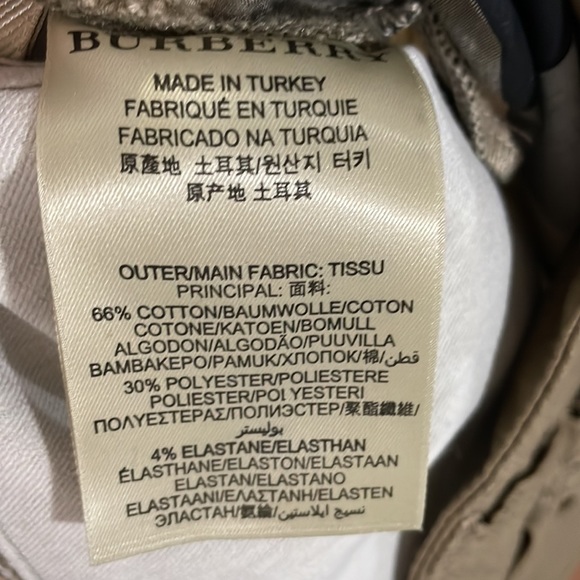 BURBERRY
MADE IN TURKEY
FABRIQUÉ EN TURQUIE
FABRICADO NA TURQUIA
原產地 土耳其/원산지 터키
原产地 土耳其
OUTER/MAIN FABRIC: TISSU
PRINCIPAL: 面料:
66% COTTON/BAUMWOLLE/COTON
COTONE/KATOEN/BOMULL
ALGODON/ALGODÃO/PUUVILLA
ΒΑΜΒΑΚΕΡΟ/PAMUK/ХЛОПОК/棉/قطن
30% POLYESTER/POLIESTERE
POLIESTER/POLYESTERI
ΠΟΛΥΕΣΤΕΡΑΣ/ПОЛИЭСТЕР/聚酯纖維/
بوليستر
4% ELASTANE/ELASTHAN
ÉLASTHANE/ELASTON/ELASTAAN
ELASTAN/ELASTANO
ELASTAANI/ΕΛΑΣΤΑΝΗ/ELASTEN
ЭЛАСТАН/氨綸/نسيج ايلاستين